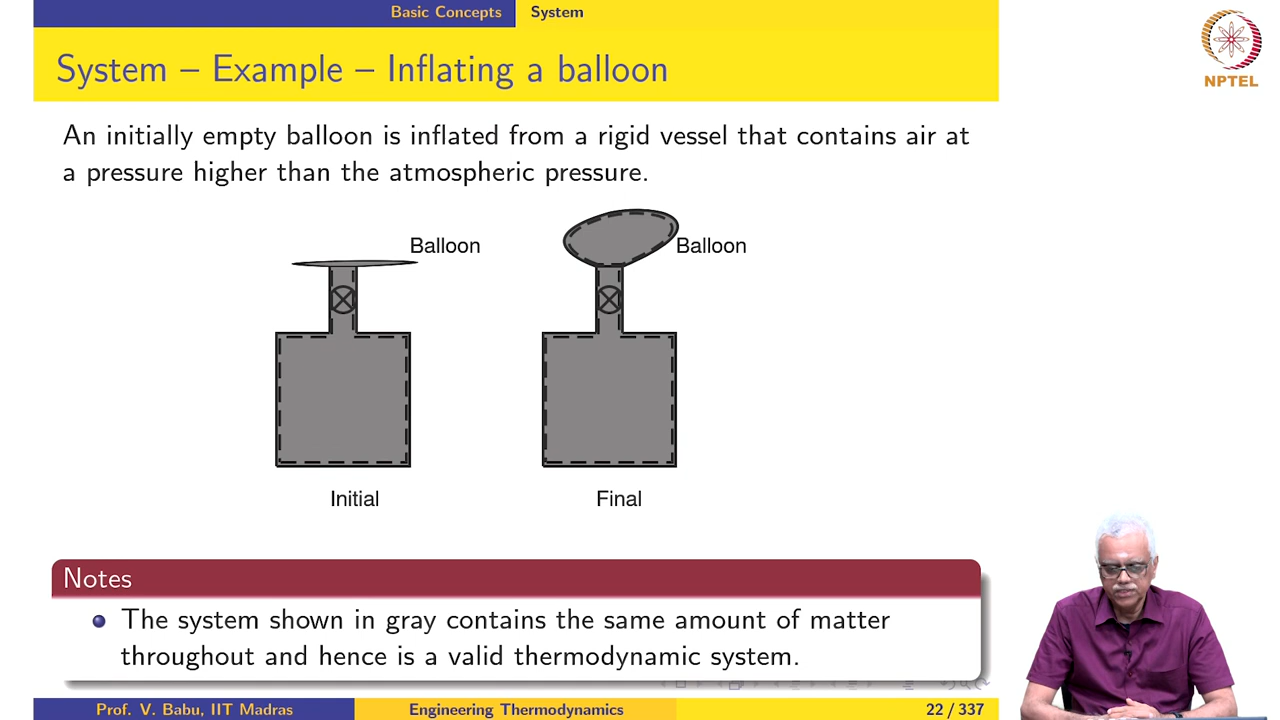 Basic Concepts System
System – Example – Inflating a balloon
NPTEL
An initially empty balloon is inflated from a rigid vessel that contains air at
a pressure higher than the atmospheric pressure.
Balloon
Balloon
Initial
Final
Notes
The system shown in gray contains the same amount of matter
throughout and hence is a valid thermodynamic system.
Prof. V. Babu, IIT Madras Engineering Thermodynamics 22 / 337